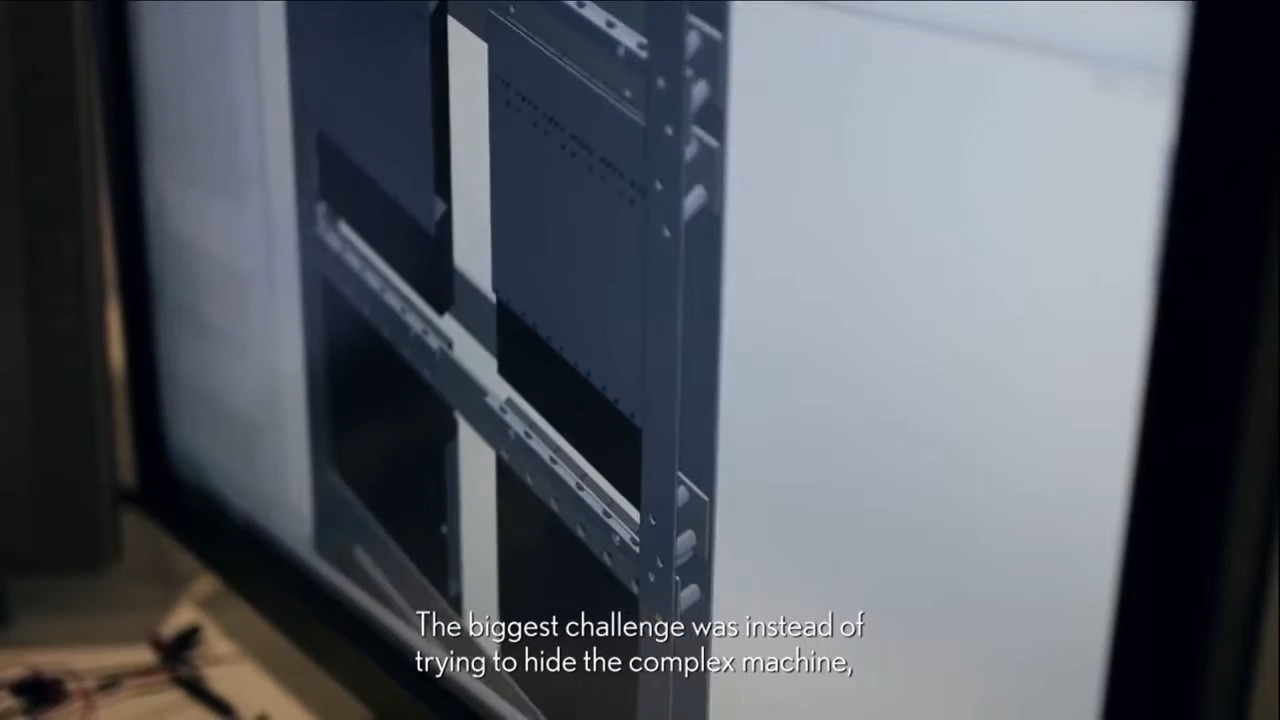 The biggest challenge was instead of
trying to hide the complex machine,